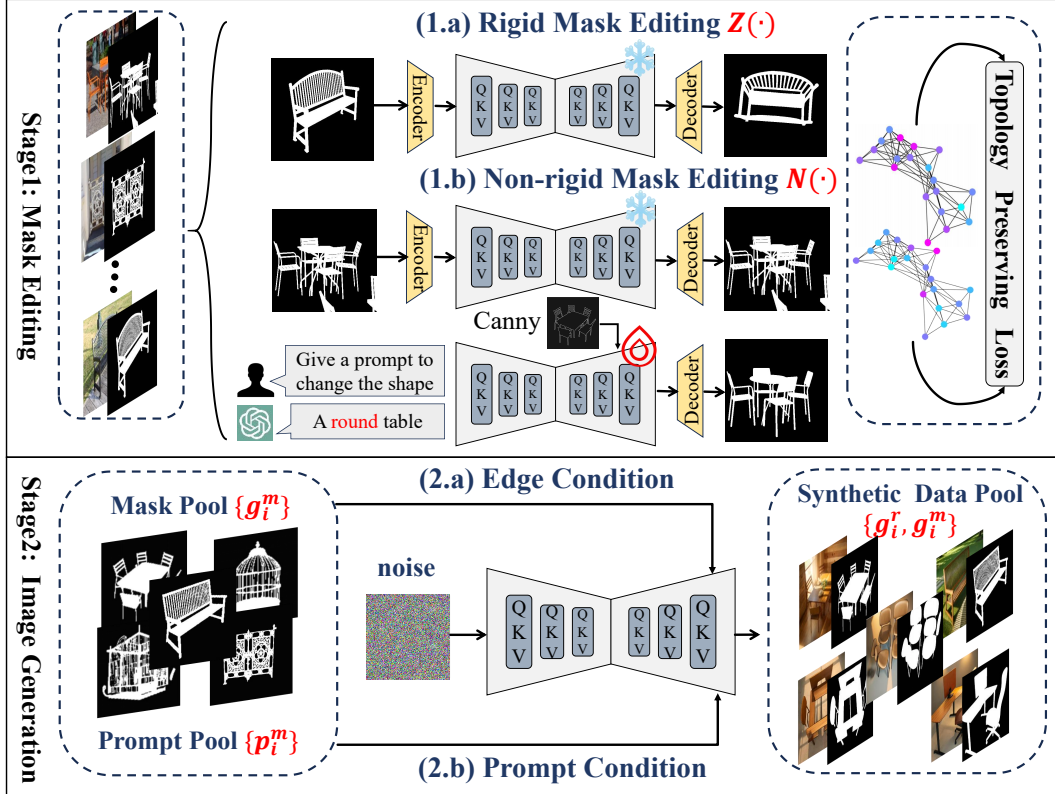 Stage1: Mask Editing
(1.a) Rigid Mask Editing Z(·)
Encoder
Q K V
Q K V
Q K V
Q K V
Q K V
Q K V
Decoder
(1.b) Non-rigid Mask Editing N(·)
Encoder
Q K V
Q K V
Q K V
Q K V
Q K V
Q K V
Decoder
Canny
Give a prompt to
change the shape
A round table
Q K V
Q K V
Q K V
Q K V
Q K V
Q K V
Decoder
Topology Preserving Loss
Stage2: Image Generation
Mask Pool {g_i^m}
Prompt Pool {p_i^m}
noise
(2.a) Edge Condition
Q K V
Q K V
Q K V
Q K V
Q K V
Q K V
(2.b) Prompt Condition
Synthetic Data Pool
{g_i^r, g_i^m}